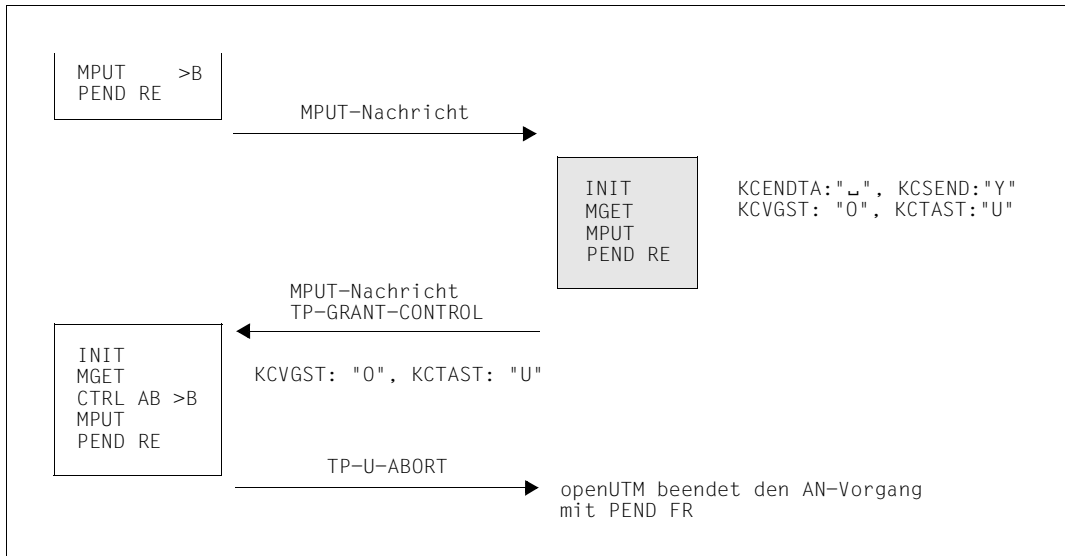 MPUT >B
PEND RE
MPUT-Nachricht
INIT
MGET
MPUT
PEND RE
KCENDTA:"␣", KCSEND:"Y"
KCVGST: "O", KCTAST:"U"
MPUT-Nachricht
TP-GRANT-CONTROL
INIT
MGET
CTRL AB >B
MPUT
PEND RE
KCVGST: "O", KCTAST: "U"
TP-U-ABORT
openUTM beendet den AN-Vorgang
mit PEND FR